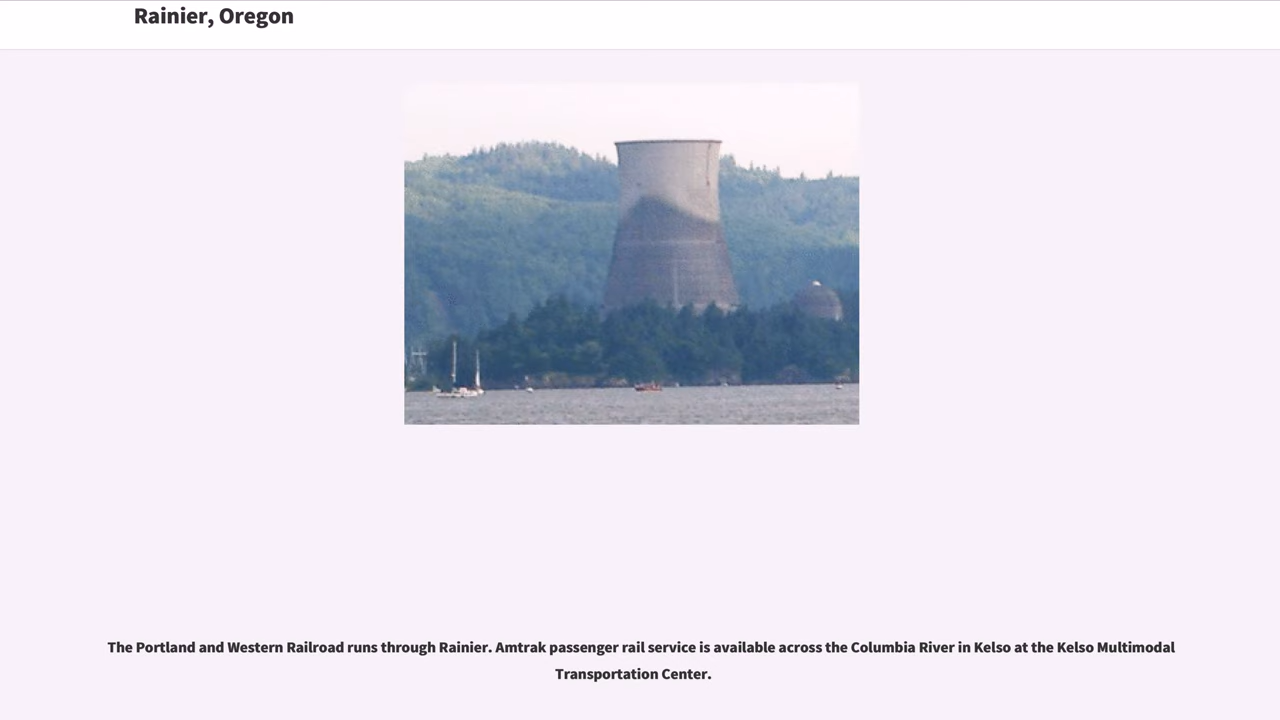 Rainier, Oregon
The Portland and Western Railroad runs through Rainier. Amtrak passenger rail service is available across the Columbia River in Kelso at the Kelso Multimodal
Transportation Center.